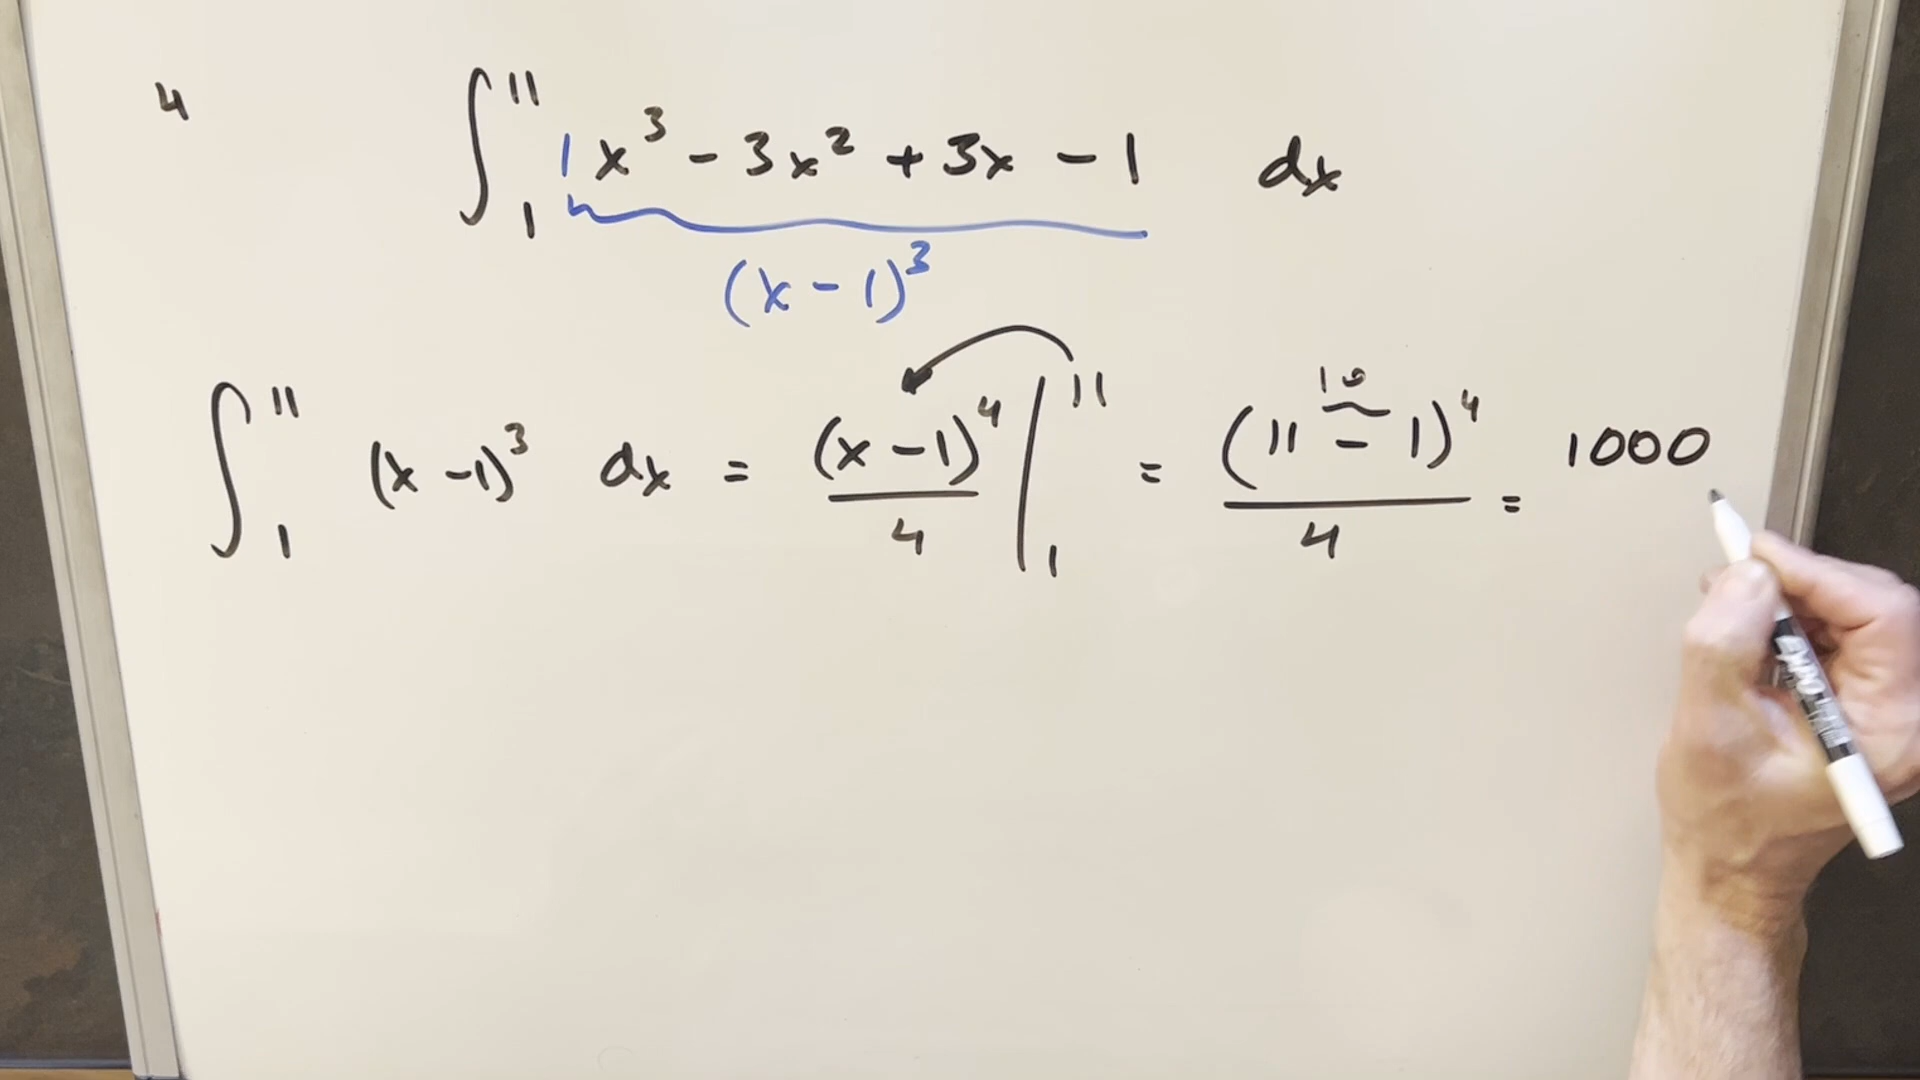 4
∫₁¹¹ 1x³ - 3x² + 3x - 1 dx
(x - 1)³
10
∫₁¹¹ (x - 1)³ dx = (x - 1)⁴/4 |₁¹¹ = (11 - 1)⁴/4 = 1000